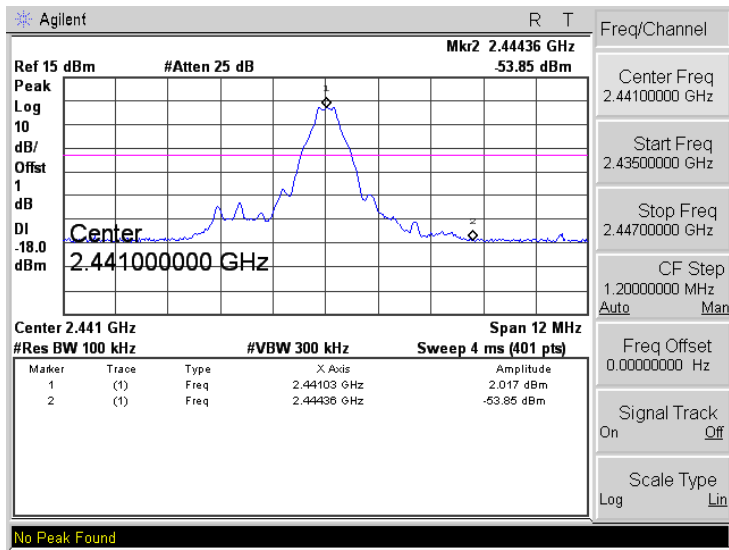 Agilent R T
Mkr2 2.44436 GHz
Ref 15 dBm #Atten 25 dB -53.85 dBm
Peak
Log
10
dB/
Offst
1
dB
DI
-18.0
dBm
1
2
Center
2.441000000 GHz
Center 2.441 GHz Span 12 MHz
#Res BW 100 kHz #VBW 300 kHz Sweep 4 ms (401 pts)
Marker Trace Type X Axis Amplitude
1 (1) Freq 2.44103 GHz 2.017 dBm
2 (1) Freq 2.44436 GHz -53.85 dBm
No Peak Found
Freq/Channel
Center Freq
2.44100000 GHz
Start Freq
2.43500000 GHz
Stop Freq
2.44700000 GHz
CF Step
1.20000000 MHz
Auto Man
Freq Offset
0.00000000 Hz
Signal Track
On Off
Scale Type
Log Lin